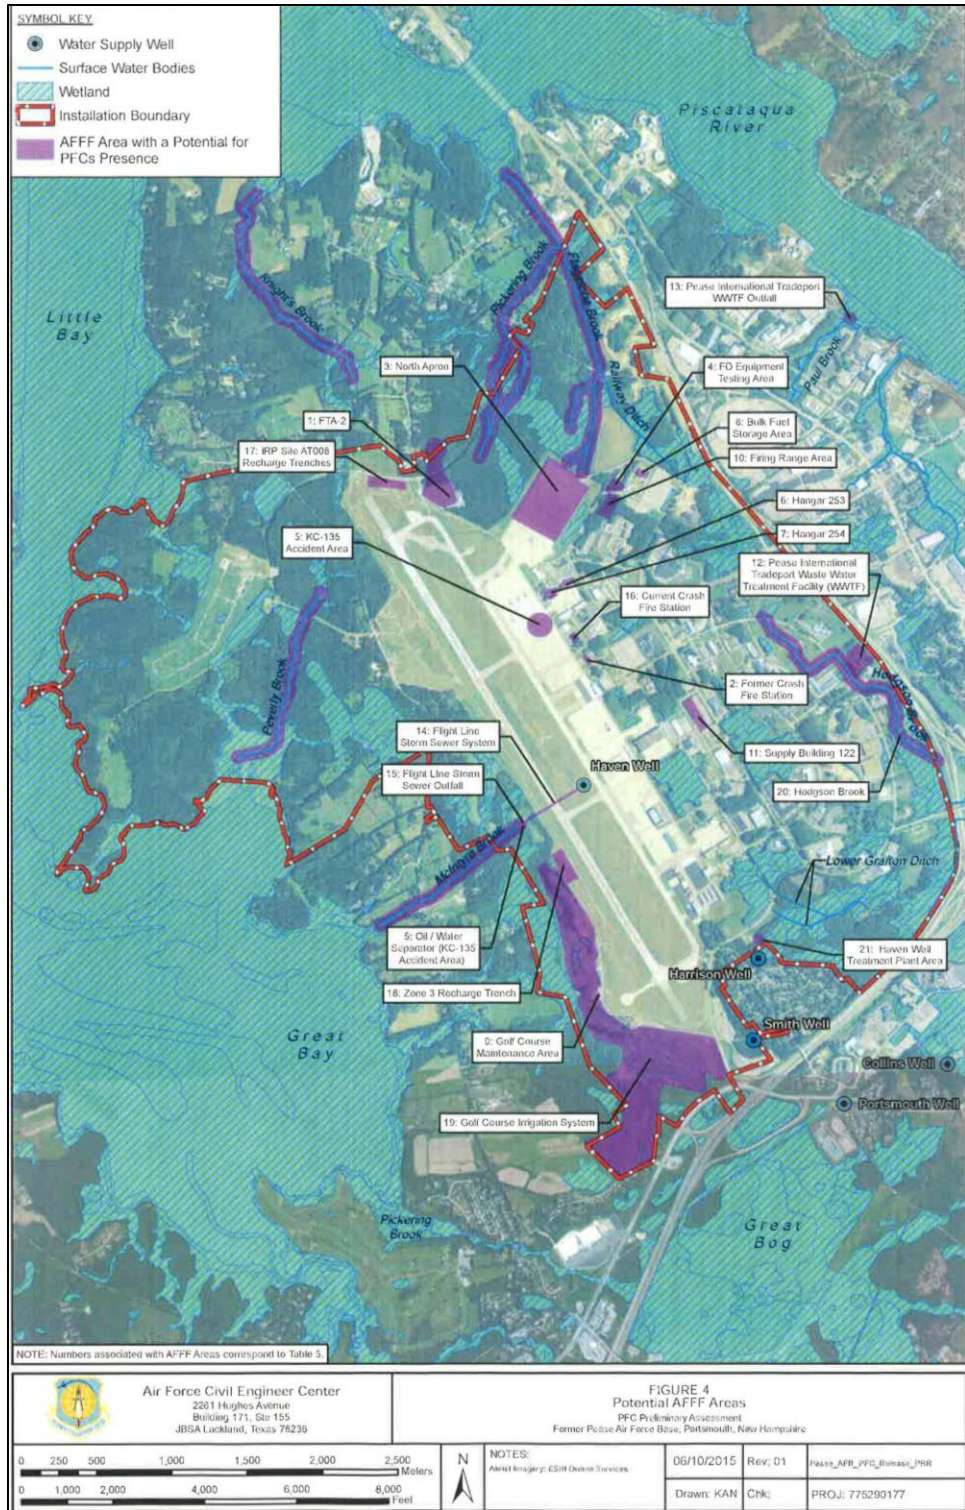 SYMBOL KEY
Water Supply Well
Surface Water Bodies
Wetland
Installation Boundary
AFFF Area with a Potential for
PFCs Presence
Piscataqua
River
Little
Bay
Knight's Brook
Pickering Brook
Flagstone Brook
Railway Ditch
13: Pease International Tradeport
WWTF Outfall
Paul Brook
3: North Apron
4: FD Equipment
Testing Area
1: FTA-2
8: Bulk Fuel
Storage Area
17: IRP Site AT008
Recharge Trenches
10: Firing Range Area
6: Hangar 253
7: Hangar 254
5: KC-135
Accident Area
12: Pease International
Tradeport Waste Water
Treatment Facility (WWTF)
16: Current Crash
Fire Station
Peverly Brook
2: Former Crash
Fire Station
Hodgson Brook
14: Flight Line
Storm Sewer System
11: Supply Building 122
15: Flight Line Storm
Sewer Outfall
Haven Well
20: Hodgson Brook
McIntyre Brook
Lower Grafton Ditch
5: Oil / Water
Separator (KC-135
Accident Area)
21: Haven Well
Treatment Plant Area
Harrison Well
18: Zone 3 Recharge Trench
Smith Well
Great
Bay
Golf Course
Maintenance Area
Collins Well
Portsmouth Well
19: Golf Course Irrigation System
Pickering
Brook
Great
Bog
NOTE: Numbers associated with AFFF Areas correspond to Table 5.
Air Force Civil Engineer Center
2261 Hughes Avenue
Building 171, Ste 155
JBSA Lackland, Texas 78236
FIGURE 4
Potential AFFF Areas
PFC Preliminary Assessment
Former Pease Air Force Base, Portsmouth, New Hampshire
0 250 500 1,000 1,500 2,000 2,500
Meters
0 1,000 2,000 4,000 6,000 8,000
Feet
N
NOTES:
Aerial Imagery: ESRI Online Services
06/10/2015
Rev: 01
Pease_AFB_PFC_Release_PRR
Drawn: KAN
Chk:
PROJ: 775290177